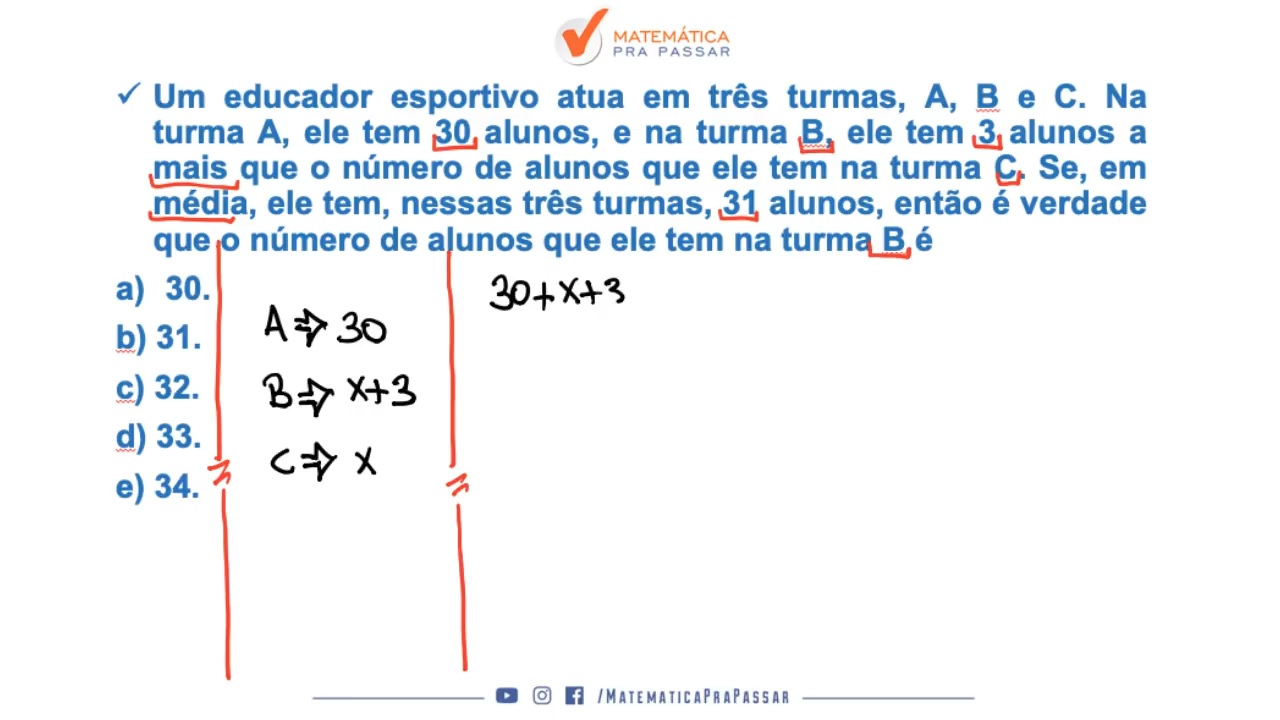 MATEMÁTICA
PRA PASSAR
✓ Um educador esportivo atua em três turmas, A, B e C. Na
turma A, ele tem 30 alunos, e na turma B, ele tem 3 alunos a
mais que o número de alunos que ele tem na turma C. Se, em
média, ele tem, nessas três turmas, 31 alunos, então é verdade
que o número de alunos que ele tem na turma B é
a) 30.
b) 31.
c) 32.
d) 33.
e) 34.
A ⇒ 30
B ⇒ x+3
C ⇒ x
30+x+3
/MATEMATICAPRAPASSAR